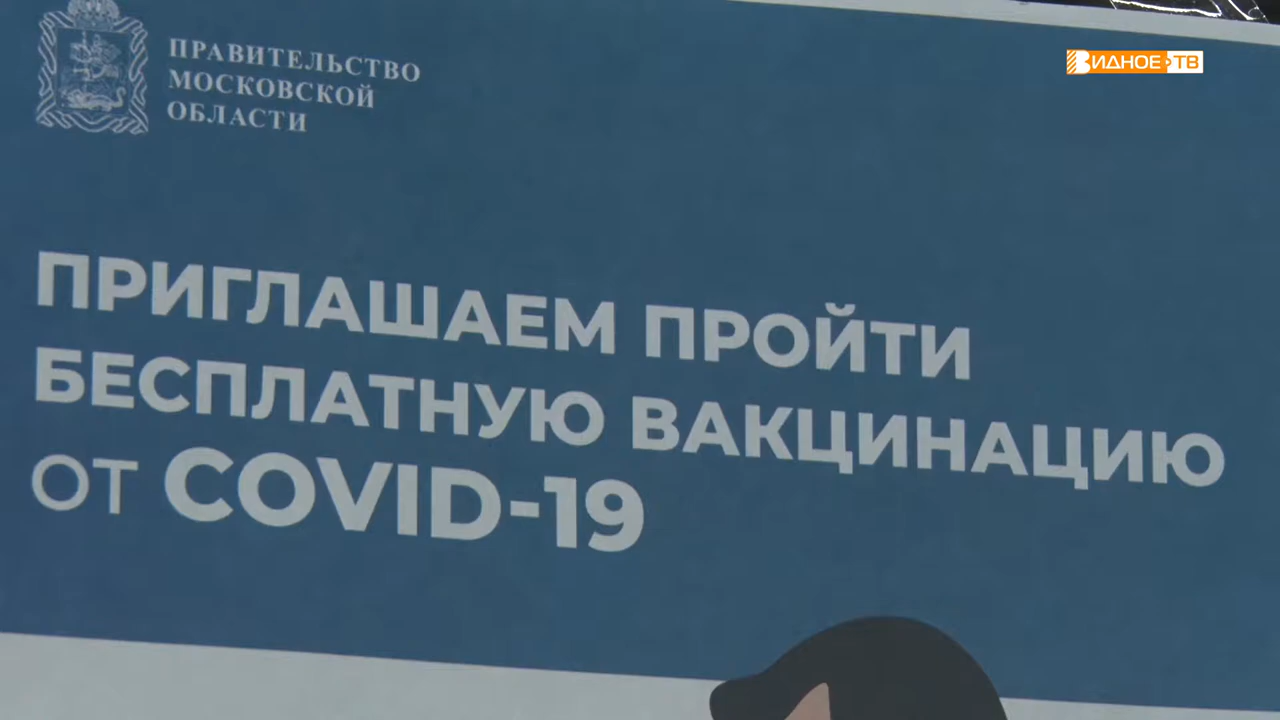 ПРАВИТЕЛЬСТВО
МОСКОВСКОЙ
ОБЛАСТИ
ВИДНОЕ-ТВ
ПРИГЛАШАЕМ ПРОЙТИ
БЕСПЛАТНУЮ ВАКЦИНАЦИЮ
ОТ COVID-19